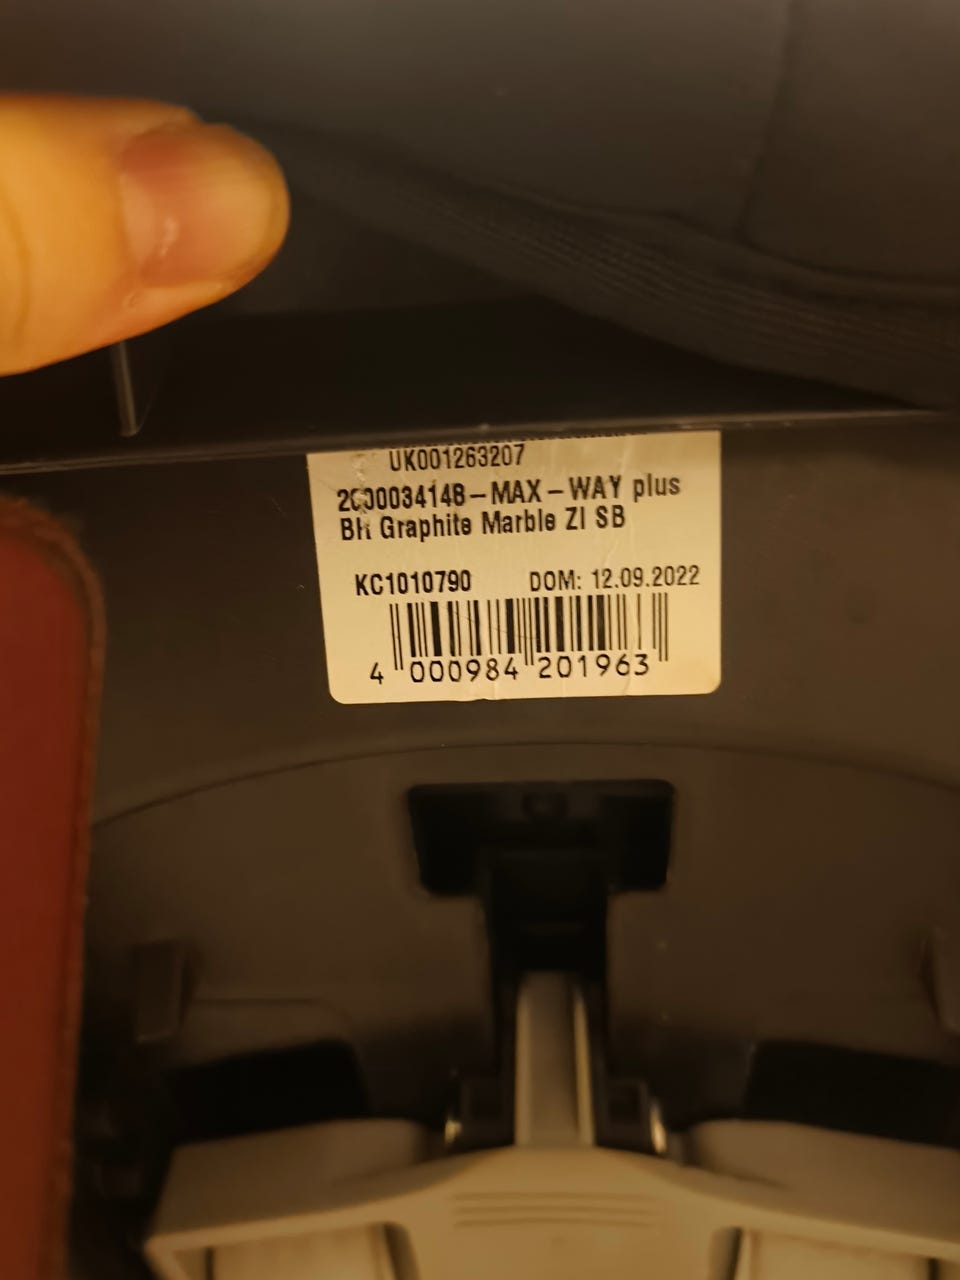 UK001263207
2000034148-MAX-WAY plus
BR Graphite Marble ZI SB
KC1010790 DOM: 12.09.2022
4 000984 201963